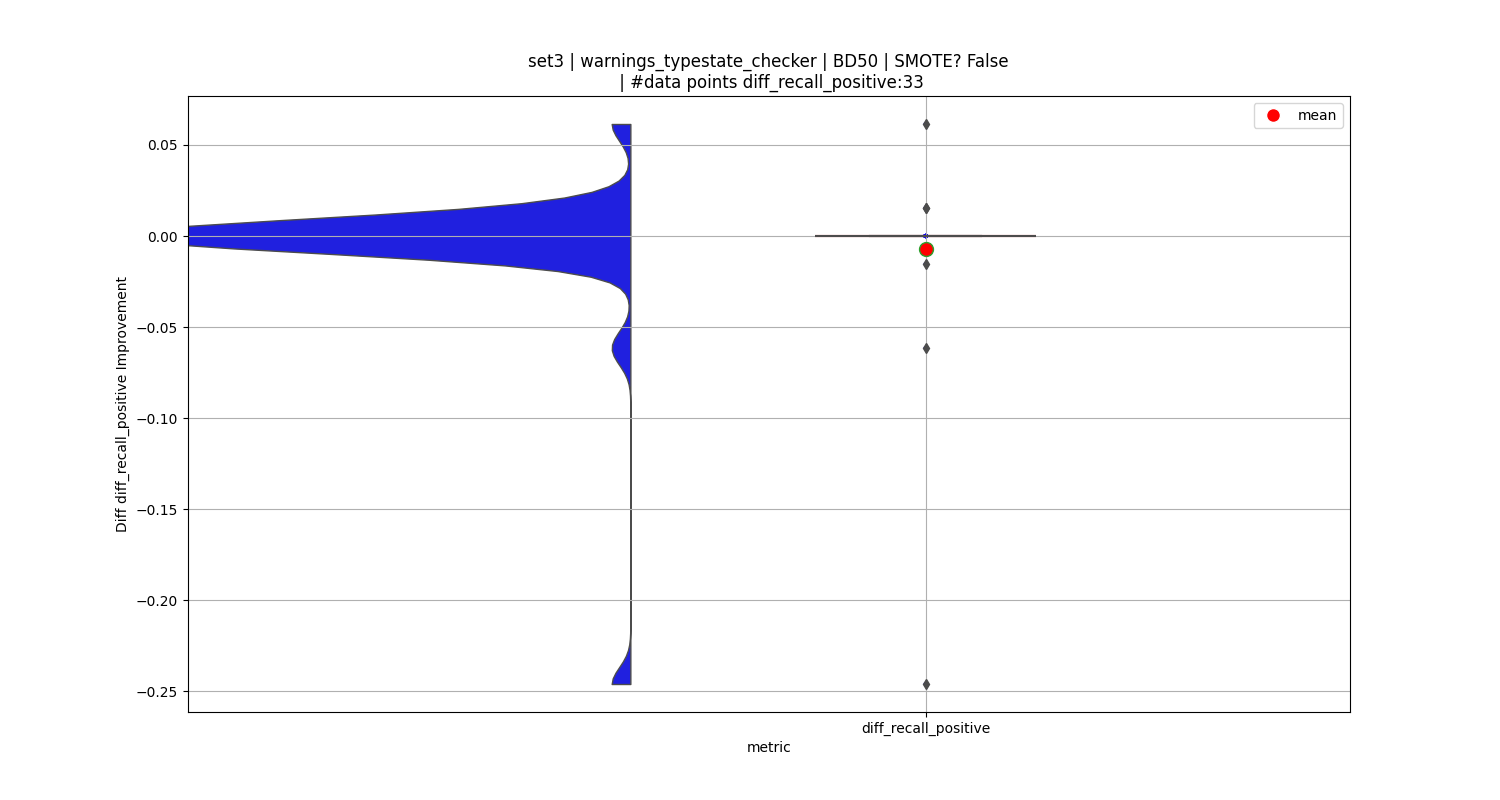 set3 | warnings_typestate_checker | BD50 | SMOTE? False
| #data points diff_recall_positive:33
mean
0.05
0.00
−0.05
−0.10
−0.15
−0.20
−0.25
Diff diff_recall_positive Improvement
diff_recall_positive
metric